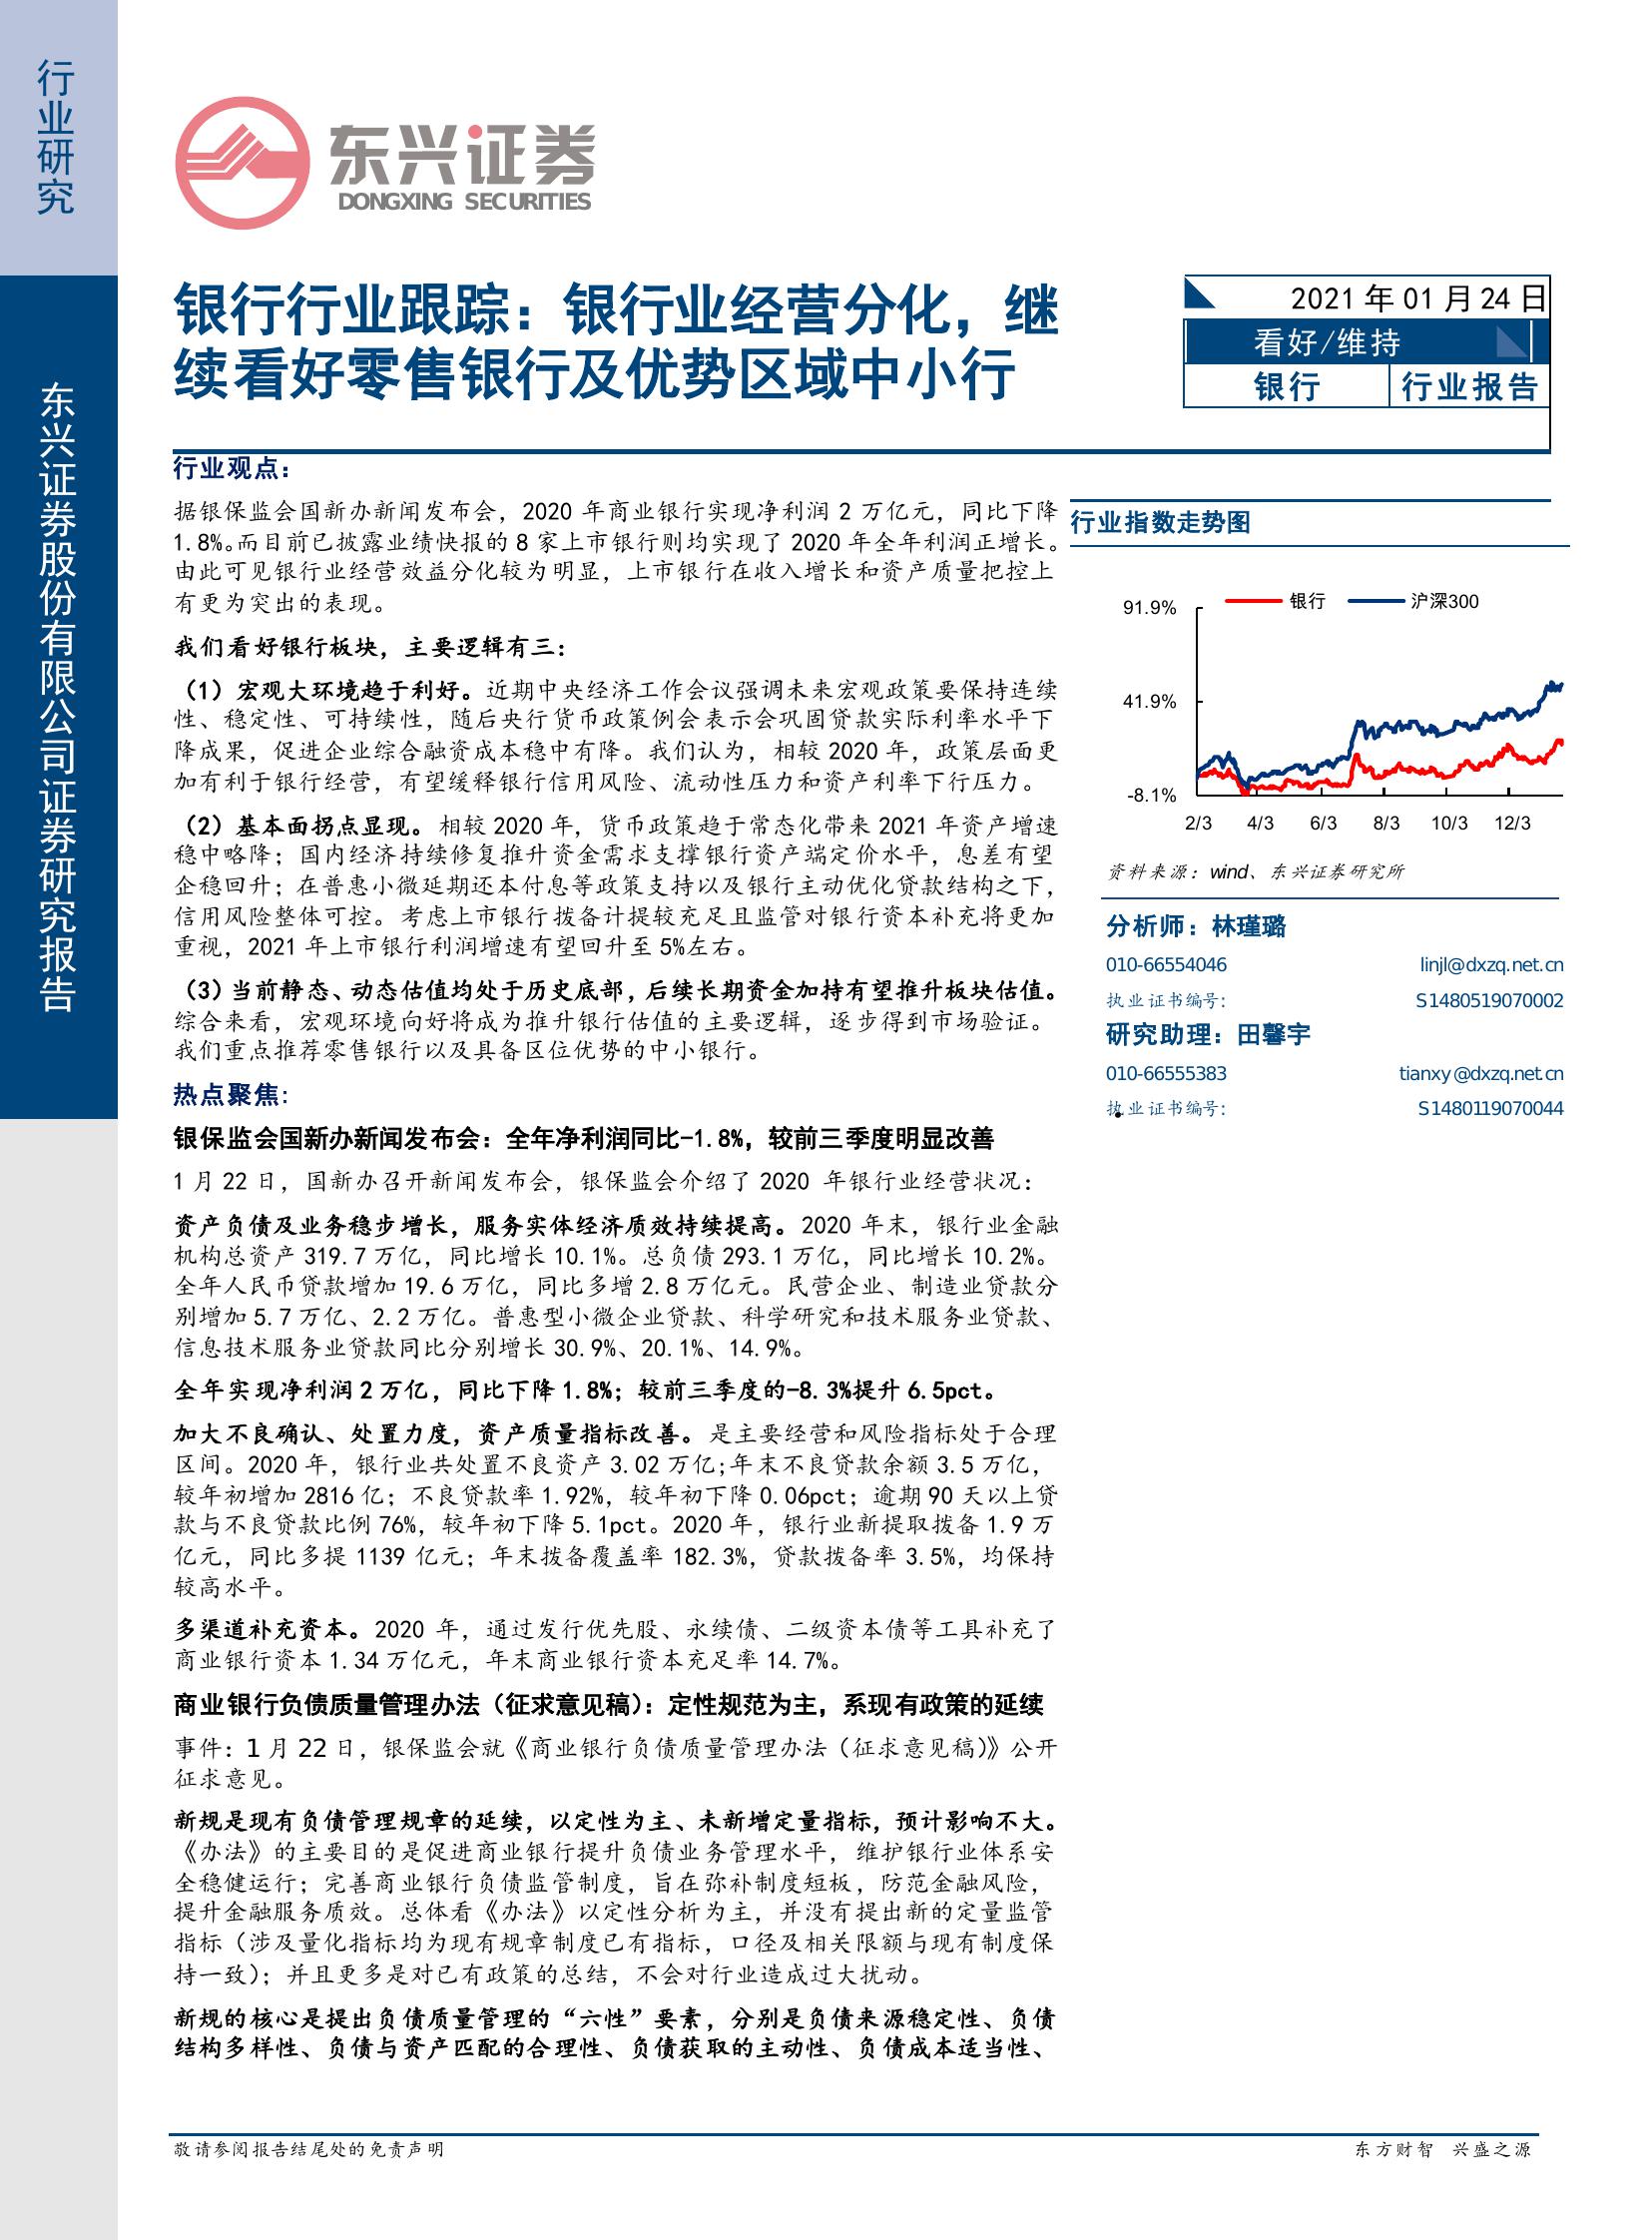 行业研究
东兴证券股份有限公司证券研究报告
东兴证券
DONGXING SECURITIES
银行行业跟踪：银行业经营分化，继
续看好零售银行及优势区域中小行
2021 年 01 月 24 日
看好/维持
银行 行业报告
行业观点：
据银保监会国新办新闻发布会，2020 年商业银行实现净利润 2 万亿元，同比下降
1.8%。而目前已披露业绩快报的 8 家上市银行则均实现了 2020 年全年利润正增长。
由此可见银行业经营效益分化较为明显，上市银行在收入增长和资产质量把控上
有更为突出的表现。
我们看好银行板块，主要逻辑有三：
（1）宏观大环境趋于利好。近期中央经济工作会议强调未来宏观政策要保持连续
性、稳定性、可持续性，随后央行货币政策例会表示会巩固贷款实际利率水平下
降成果，促进企业综合融资成本稳中有降。我们认为，相较 2020 年，政策层面更
加有利于银行经营，有望缓释银行信用风险、流动性压力和资产利率下行压力。
（2）基本面拐点显现。相较 2020 年，货币政策趋于常态化带来 2021 年资产增速
稳中略降；国内经济持续修复推升资金需求支撑银行资产端定价水平，息差有望
企稳回升；在普惠小微延期还本付息等政策支持以及银行主动优化贷款结构之下，
信用风险整体可控。考虑上市银行拨备计提较充足且监管对银行资本补充将更加
重视，2021 年上市银行利润增速有望回升至 5%左右。
（3）当前静态、动态估值均处于历史底部，后续长期资金加持有望推升板块估值。
综合来看，宏观环境向好将成为推升银行估值的主要逻辑，逐步得到市场验证。
我们重点推荐零售银行以及具备区位优势的中小银行。
热点聚焦：
银保监会国新办新闻发布会：全年净利润同比-1.8%，较前三季度明显改善
1 月 22 日，国新办召开新闻发布会，银保监会介绍了 2020 年银行业经营状况：
资产负债及业务稳步增长，服务实体经济质效持续提高。2020 年末，银行业金融
机构总资产 319.7 万亿，同比增长 10.1%。总负债 293.1 万亿，同比增长 10.2%。
全年人民币贷款增加 19.6 万亿，同比多增 2.8 万亿元。民营企业、制造业贷款分
别增加 5.7 万亿、2.2 万亿。普惠型小微企业贷款、科学研究和技术服务业贷款、
信息技术服务业贷款同比分别增长 30.9%、20.1%、14.9%。
全年实现净利润 2 万亿，同比下降 1.8%；较前三季度的-8.3%提升 6.5pct。
加大不良确认、处置力度，资产质量指标改善。是主要经营和风险指标处于合理
区间。2020 年，银行业共处置不良资产 3.02 万亿;年末不良贷款余额 3.5 万亿，
较年初增加 2816 亿；不良贷款率 1.92%，较年初下降 0.06pct；逾期 90 天以上贷
款与不良贷款比例 76%，较年初下降 5.1pct。2020 年，银行业新提取拨备 1.9 万
亿元，同比多提 1139 亿元；年末拨备覆盖率 182.3%，贷款拨备率 3.5%，均保持
较高水平。
多渠道补充资本。2020 年，通过发行优先股、永续债、二级资本债等工具补充了
商业银行资本 1.34 万亿元，年末商业银行资本充足率 14.7%。
商业银行负债质量管理办法（征求意见稿）：定性规范为主，系现有政策的延续
事件：1 月 22 日，银保监会就《商业银行负债质量管理办法（征求意见稿）》公开
征求意见。
新规是现有负债管理规章的延续，以定性为主、未新增定量指标，预计影响不大。
《办法》的主要目的是促进商业银行提升负债业务管理水平，维护银行业体系安
全稳健运行；完善商业银行负债监管制度，旨在弥补制度短板，防范金融风险，
提升金融服务质效。总体看《办法》以定性分析为主，并没有提出新的定量监管
指标（涉及量化指标均为现有规章制度已有指标，口径及相关限额与现有制度保
持一致）；并且更多是对已有政策的总结，不会对行业造成过大扰动。
新规的核心是提出负债质量管理的“六性”要素，分别是负债来源稳定性、负债
结构多样性、负债与资产匹配的合理性、负债获取的主动性、负债成本适当性、
行业指数走势图
银行 沪深300
91.9%
41.9%
-8.1%
2/3 4/3 6/3 8/3 10/3 12/3
资料来源：wind、东兴证券研究所
分析师：林瑾璐
010-66554046 linjl@dxzq.net.cn
执业证书编号: S1480519070002
研究助理：田馨宇
010-66555383 tianxy@dxzq.net.cn
执业证书编号: S1480119070044
敬请参阅报告结尾处的免责声明
东方财智 兴盛之源